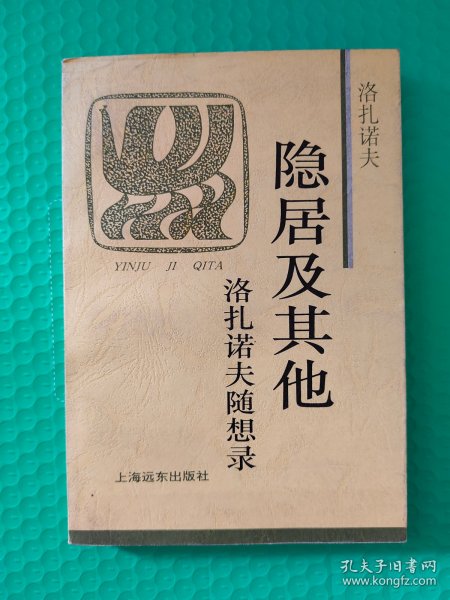 洛扎诺夫
隐居及其他
洛扎诺夫随想录
YINJU JI QITA
上海远东出版社
孔夫子旧书网
www.kongfz.com